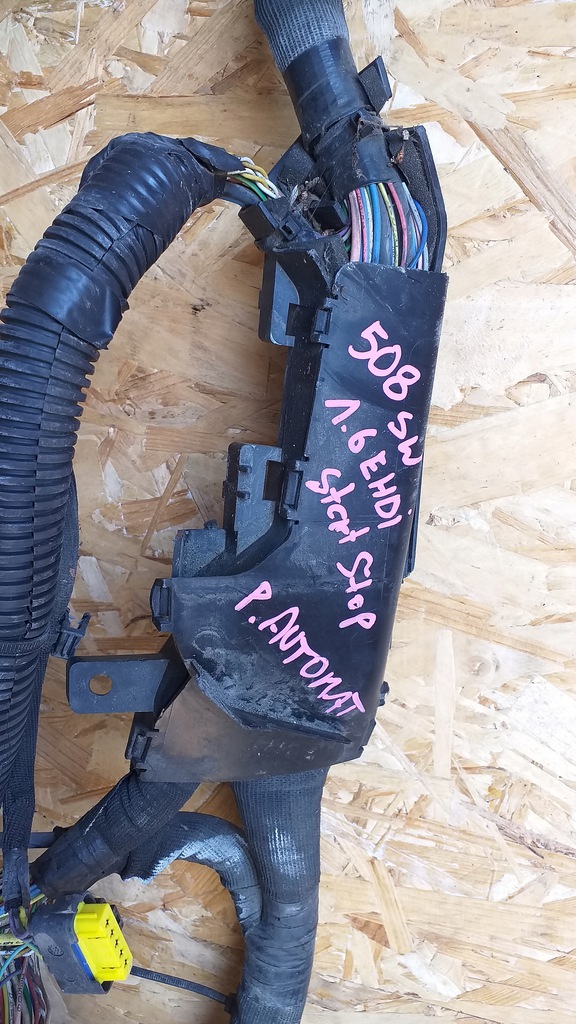 508 SW
1.6 EHDi
Start Stop
P. AUTOMAT